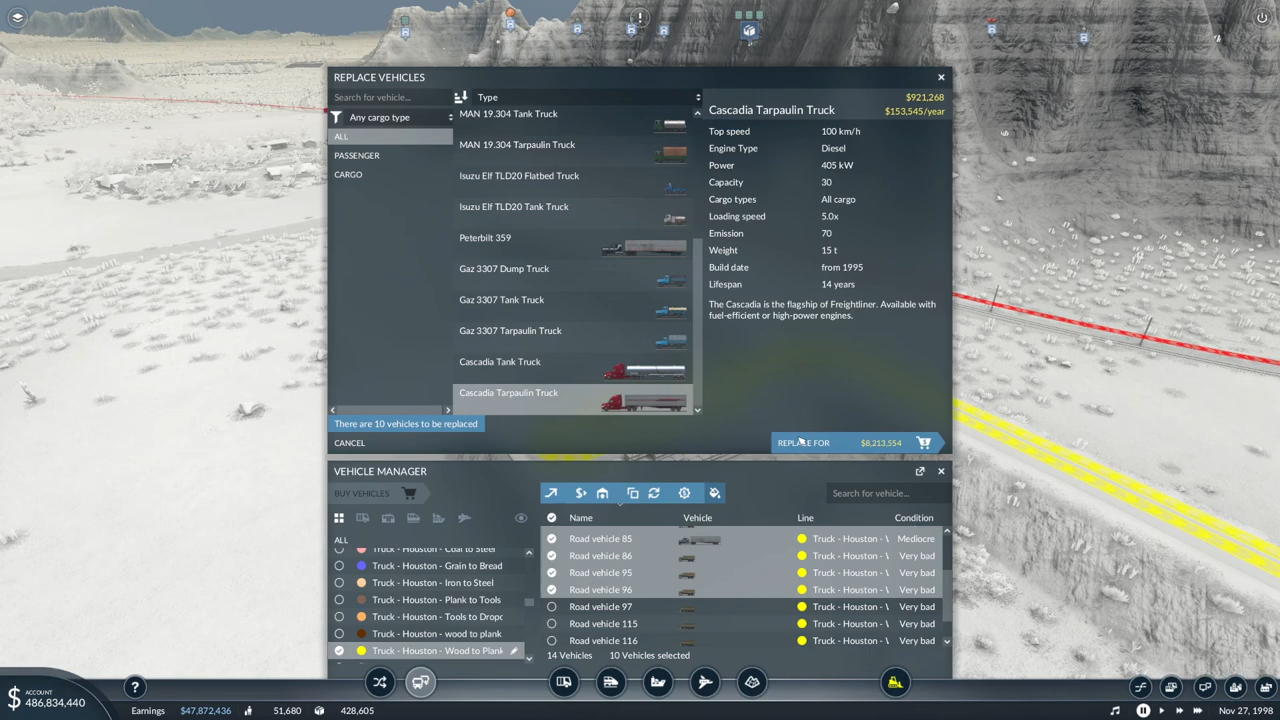 REPLACE VEHICLES
Search for vehicle...
Any cargo type
ALL
PASSENGER
CARGO
Type
MAN 19.304 Tank Truck
MAN 19.304 Tarpaulin Truck
Isuzu Elf TLD20 Flatbed Truck
Isuzu Elf TLD20 Tank Truck
Peterbilt 359
Gaz 3307 Dump Truck
Gaz 3307 Tank Truck
Gaz 3307 Tarpaulin Truck
Cascadia Tank Truck
Cascadia Tarpaulin Truck
$921,268
Cascadia Tarpaulin Truck
$153,545/year
Top speed 100 km/h
Engine Type Diesel
Power 405 kW
Capacity 30
Cargo types All cargo
Loading speed 5.0x
Emission 70
Weight 15 t
Build date from 1995
Lifespan 14 years
The Cascadia is the flagship of Freightliner. Available with
fuel-efficient or high-power engines.
There are 10 vehicles to be replaced
CANCEL
REPLACE FOR $8,213,554
VEHICLE MANAGER
BUY VEHICLES
Search for vehicle...
ALL
Truck - Houston - Coal to Steel
Truck - Houston - Grain to Bread
Truck - Houston - Iron to Steel
Truck - Houston - Plank to Tools
Truck - Houston - Tools to Dropc
Truck - Houston - wood to plank
Truck - Houston - Wood to Plank
Name Vehicle Line Condition
Road vehicle 85 Truck - Houston - \ Mediocre
Road vehicle 86 Truck - Houston - \ Very bad
Road vehicle 95 Truck - Houston - \ Very bad
Road vehicle 96 Truck - Houston - \ Very bad
Road vehicle 97 Truck - Houston - \ Very bad
Road vehicle 115 Truck - Houston - \ Very bad
Road vehicle 116 Truck - Houston - \ Very bad
14 Vehicles 10 Vehicles selected
$ ACCOUNT
486,834,440
?
Earnings $47,872,436 51,680 428,605
Nov 27, 1998